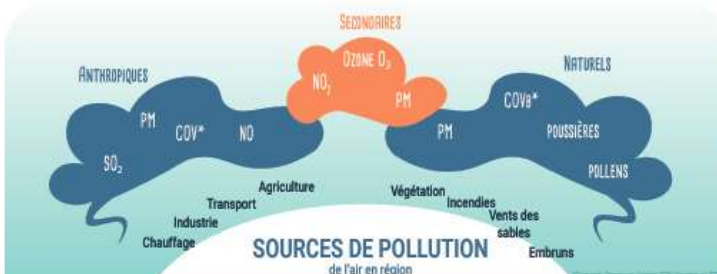 SECONDAIRES
ANTHROPIQUES
NATURELS
OZONE O₃
NO₂
PM
PM
COV*
NO
SO₂
PM
COVB*
POUSSIÈRES
POLLENS
Agriculture
Transport
Industrie
Chauffage
Végétation
Incendies
Vents des
sables
Embruns
SOURCES DE POLLUTION
de l'air en région